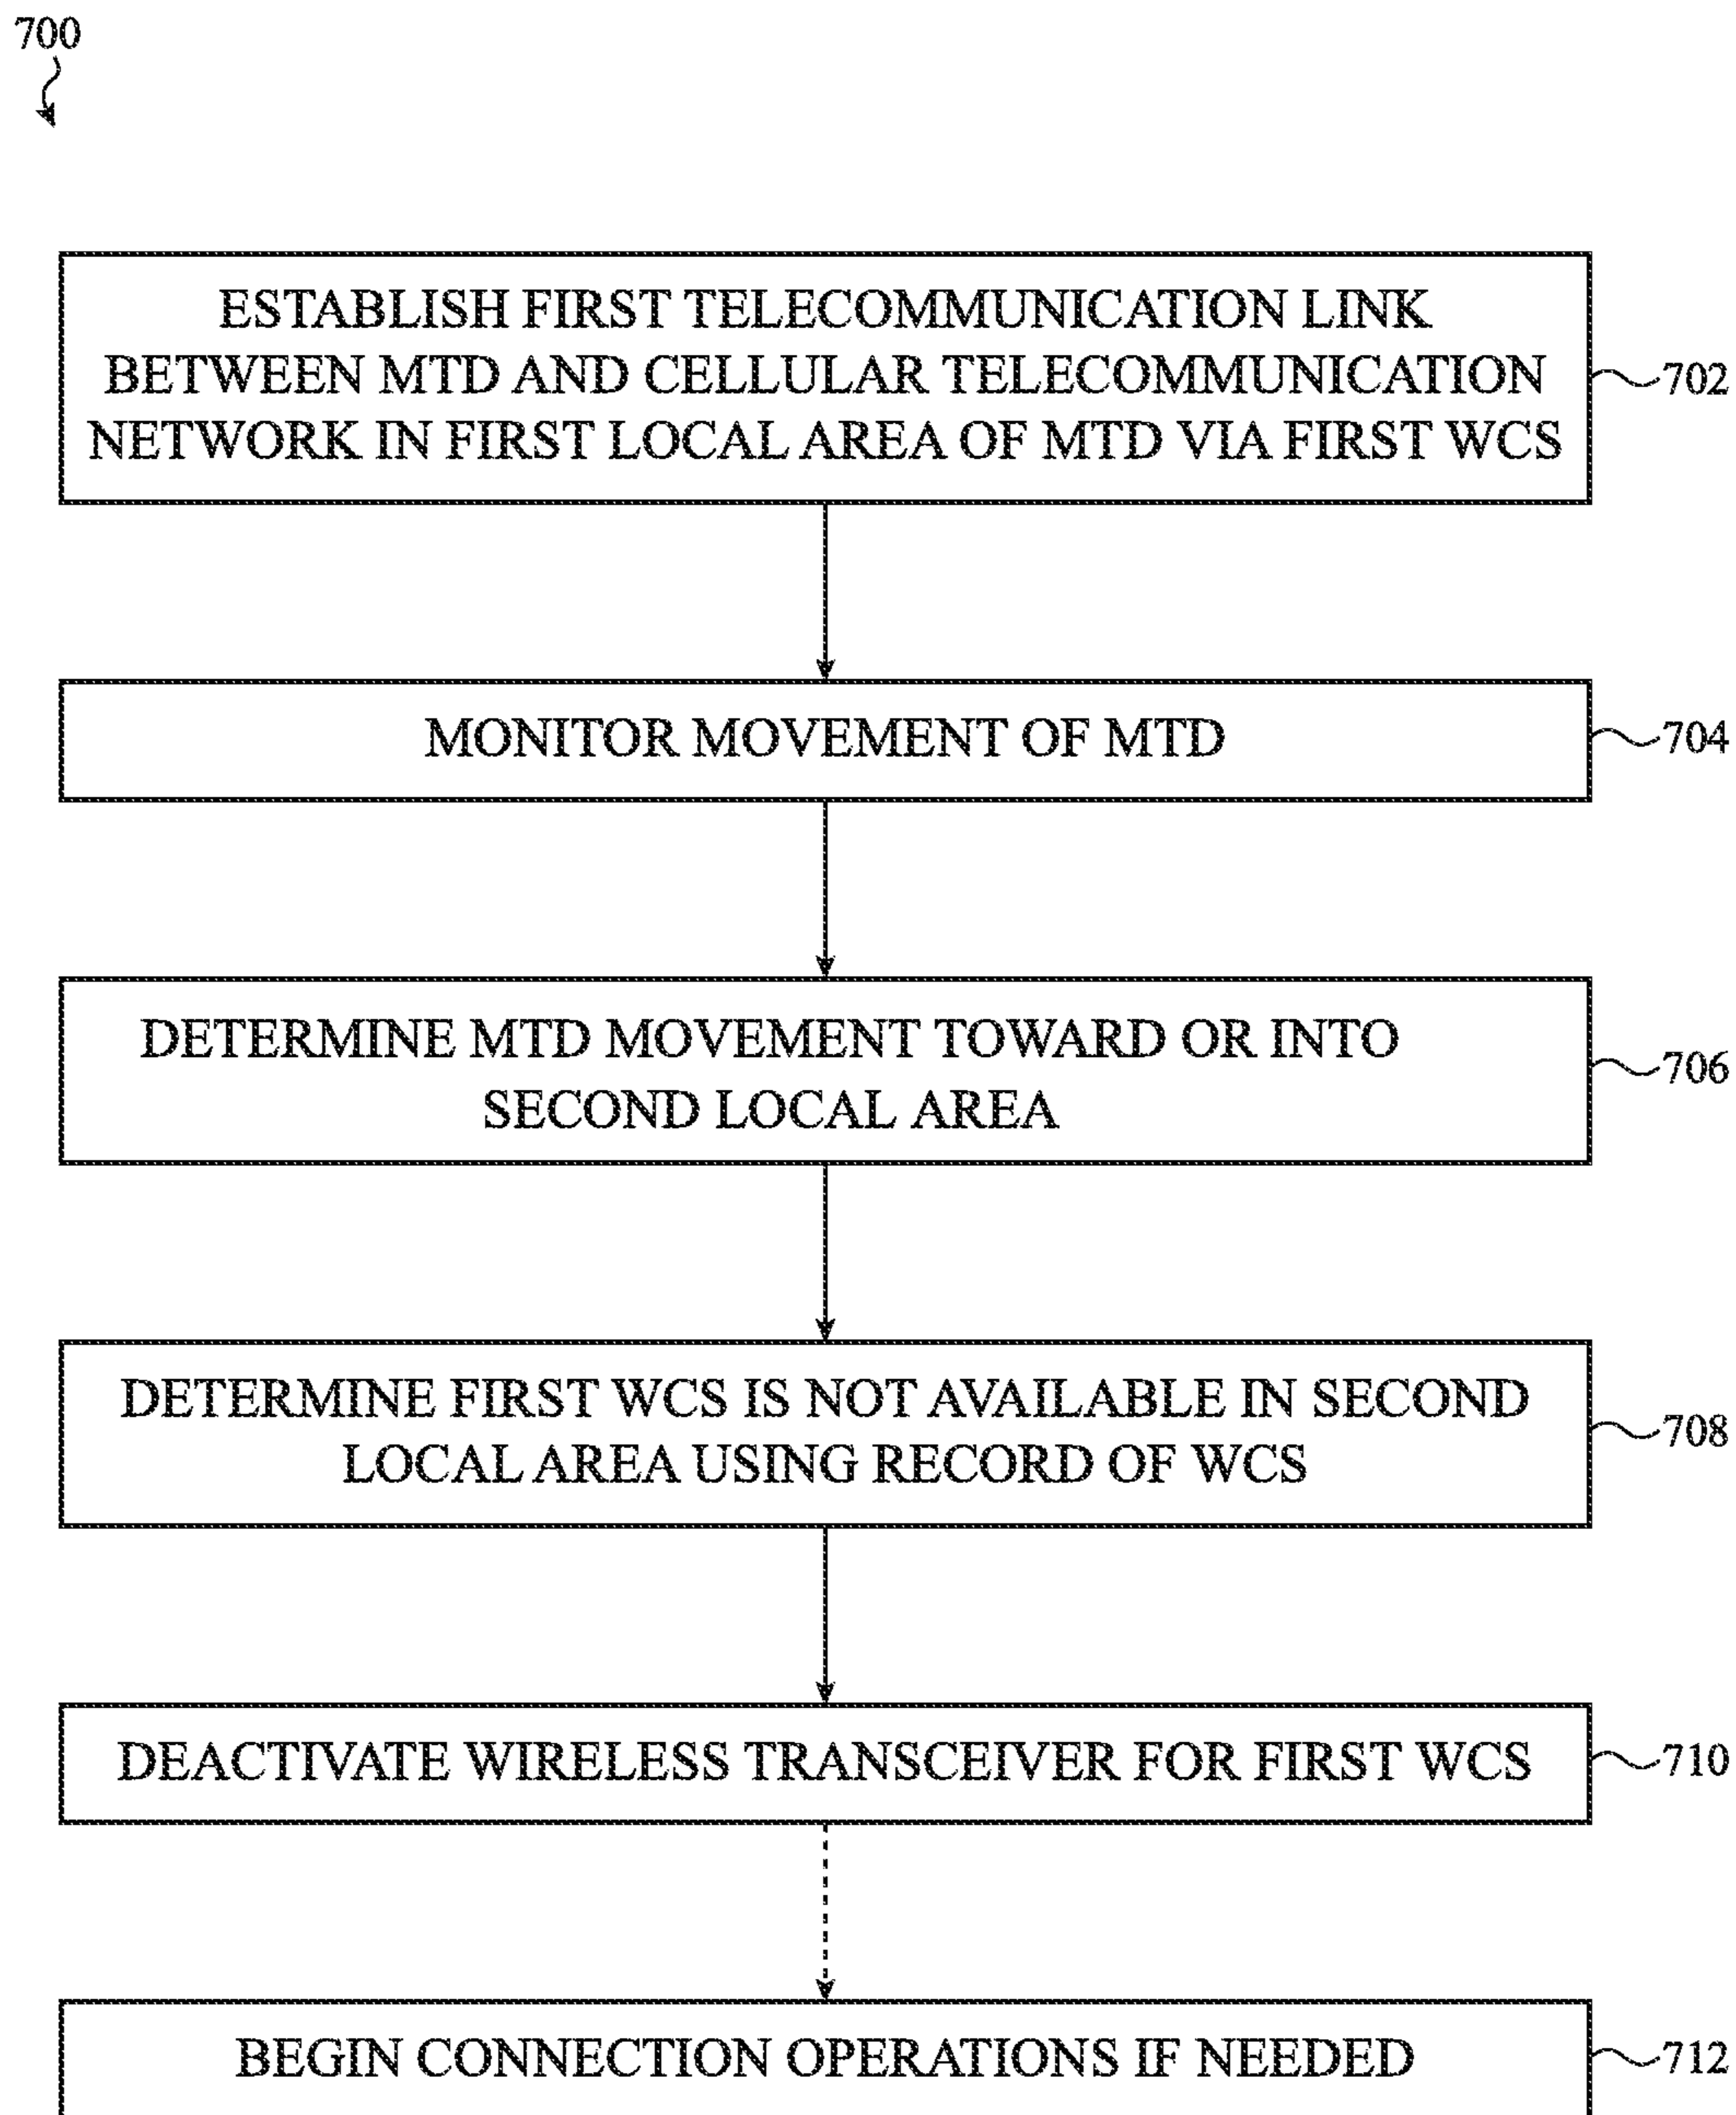 700
ESTABLISH FIRST TELECOMMUNICATION LINK
BETWEEN MTD AND CELLULAR TELECOMMUNICATION
NETWORK IN FIRST LOCAL AREA OF MTD VIA FIRST WCS
702
MONITOR MOVEMENT OF MTD
704
DETERMINE MTD MOVEMENT TOWARD OR INTO
SECOND LOCAL AREA
706
DETERMINE FIRST WCS IS NOT AVAILABLE IN SECOND
LOCAL AREA USING RECORD OF WCS
708
DEACTIVATE WIRELESS TRANSCEIVER FOR FIRST WCS
710
BEGIN CONNECTION OPERATIONS IF NEEDED
712